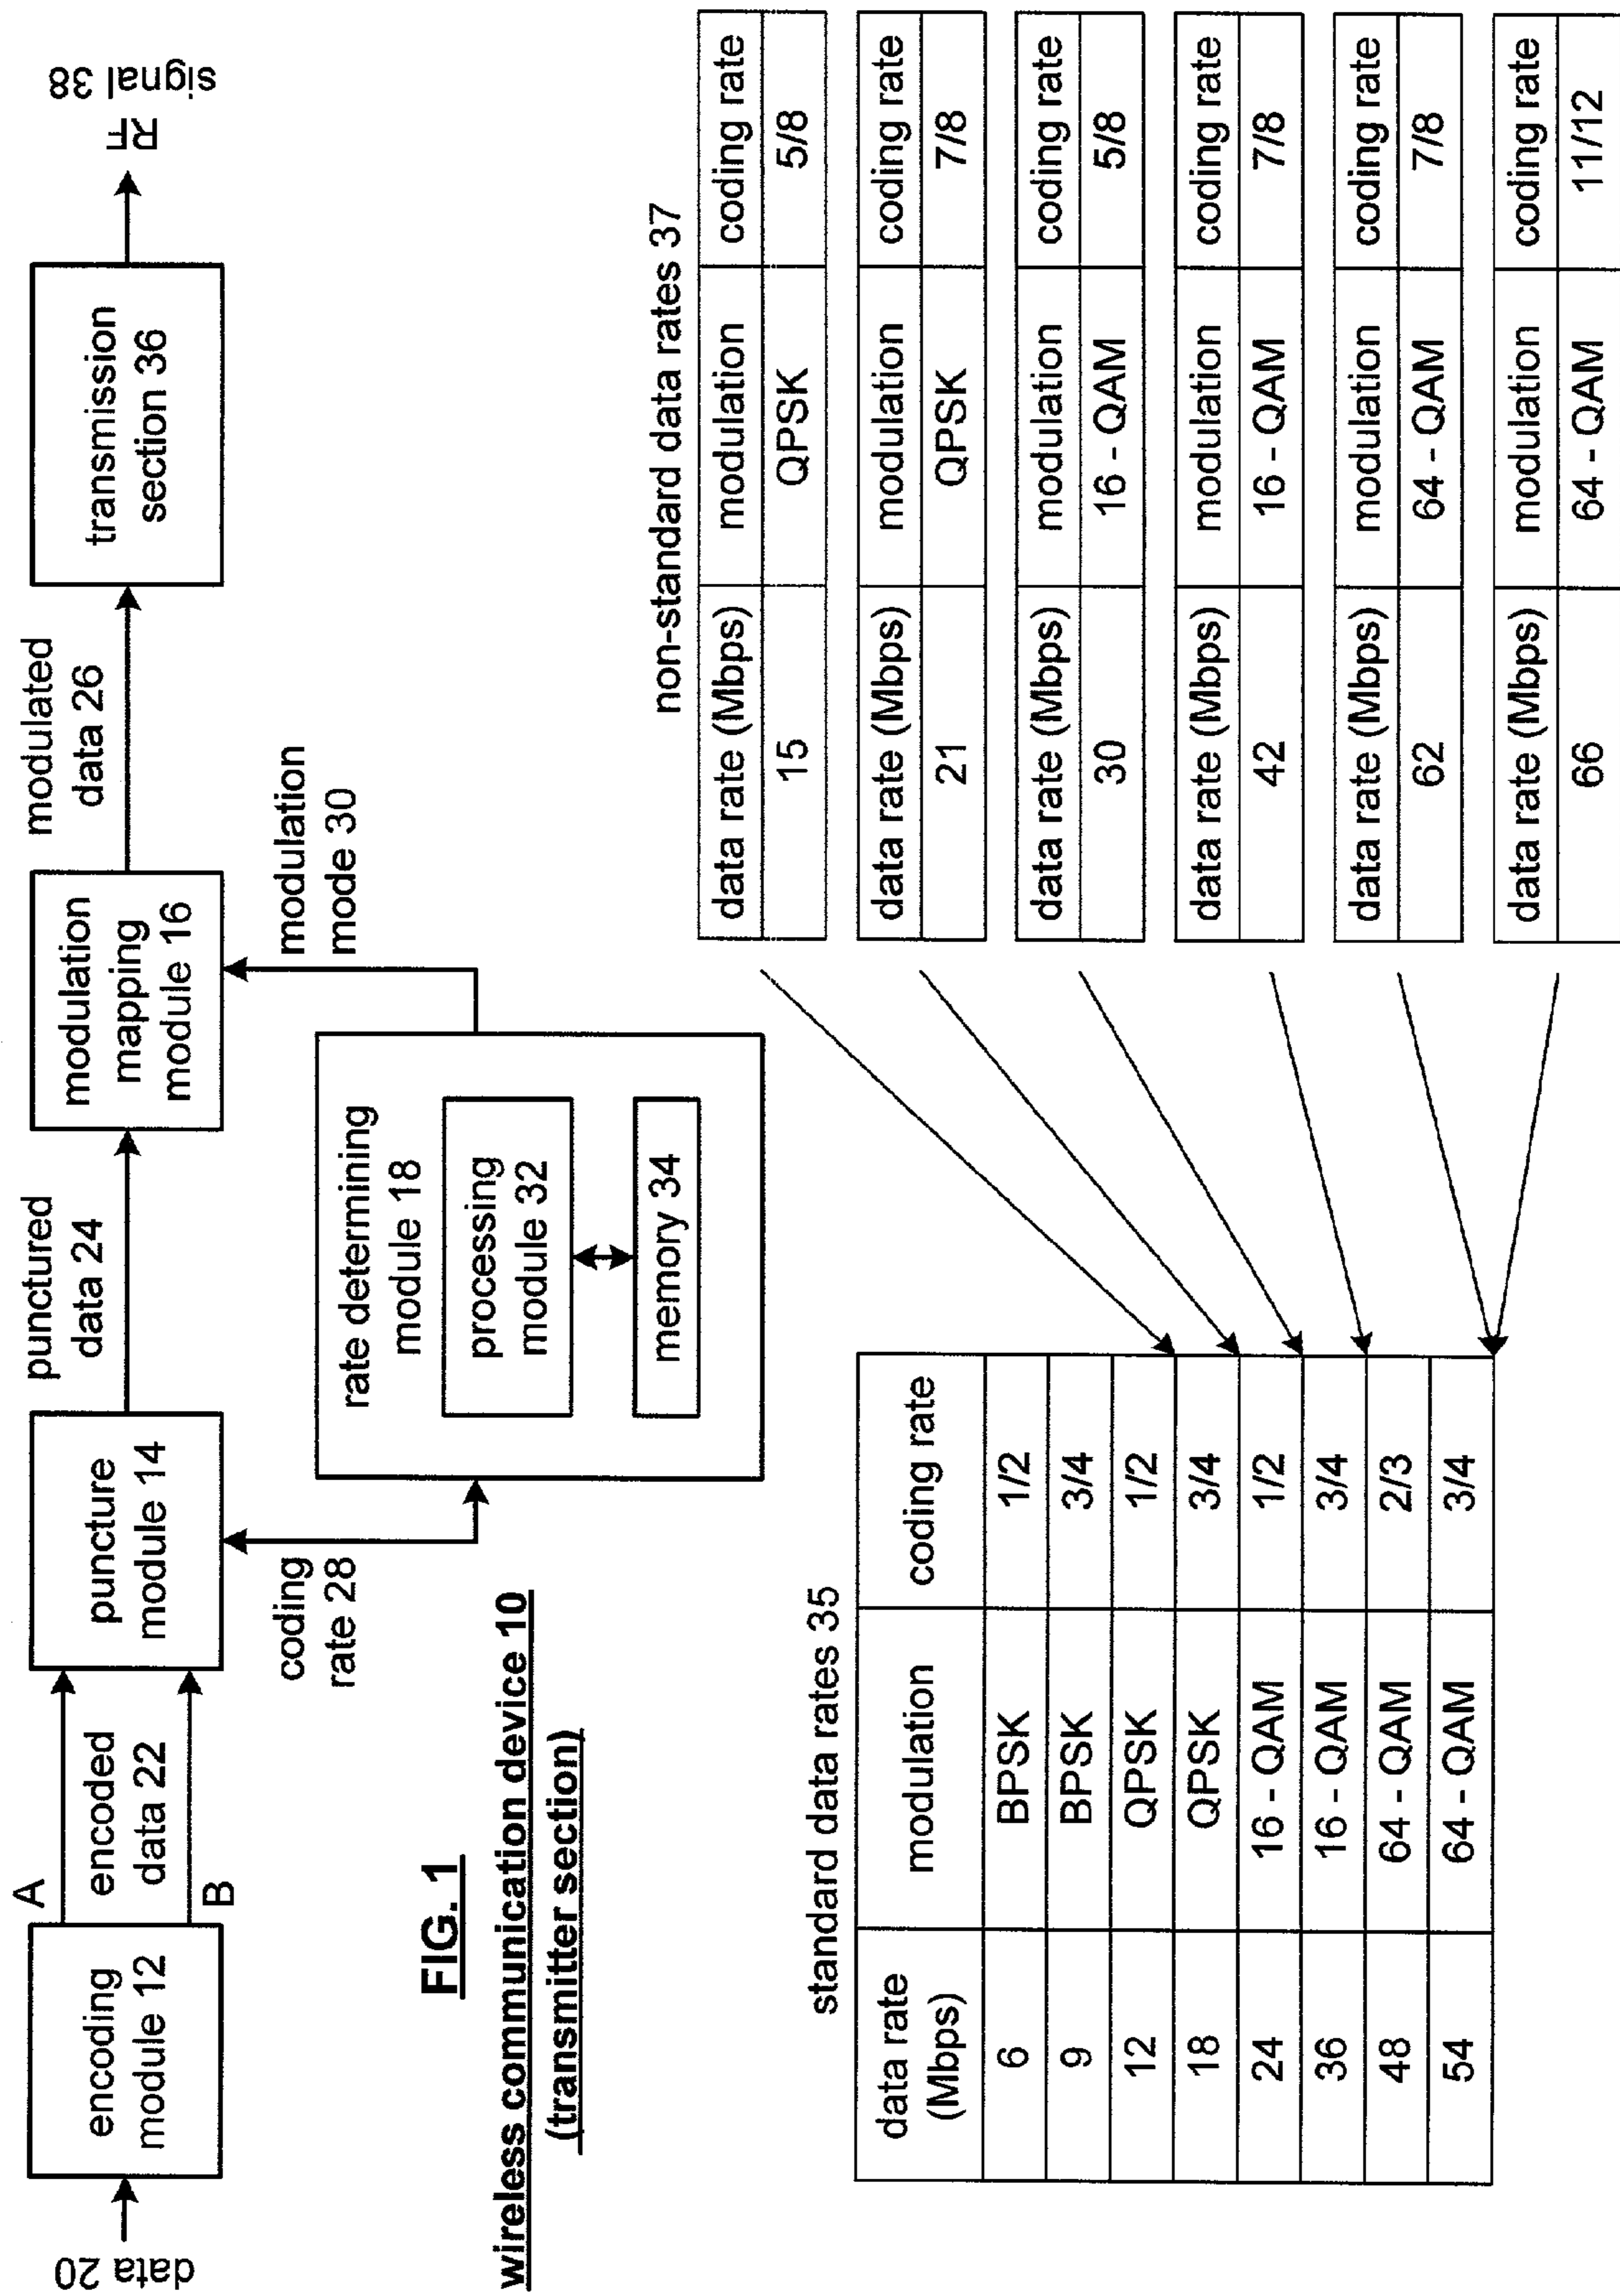 data 20
encoding
module 12
A
encoded
data 22
B
puncture
module 14
punctured
data 24
modulation
mapping
module 16
modulated
data 26
transmission
section 36
RF
signal 38
coding
rate 28
rate determining
module 18
processing
module 32
memory 34
modulation
mode 30
FIG. 1
wireless communication device 10
(transmitter section)
standard data rates 35
data rate
(Mbps) modulation coding rate
6 BPSK 1/2
9 BPSK 3/4
12 QPSK 1/2
18 QPSK 3/4
24 16 - QAM 1/2
36 16 - QAM 3/4
48 64 - QAM 2/3
54 64 - QAM 3/4
non-standard data rates 37
data rate (Mbps) modulation coding rate
15 QPSK 5/8
data rate (Mbps) modulation coding rate
21 QPSK 7/8
data rate (Mbps) modulation coding rate
30 16 - QAM 5/8
data rate (Mbps) modulation coding rate
42 16 - QAM 7/8
data rate (Mbps) modulation coding rate
62 64 - QAM 7/8
data rate (Mbps) modulation coding rate
66 64 - QAM 11/12